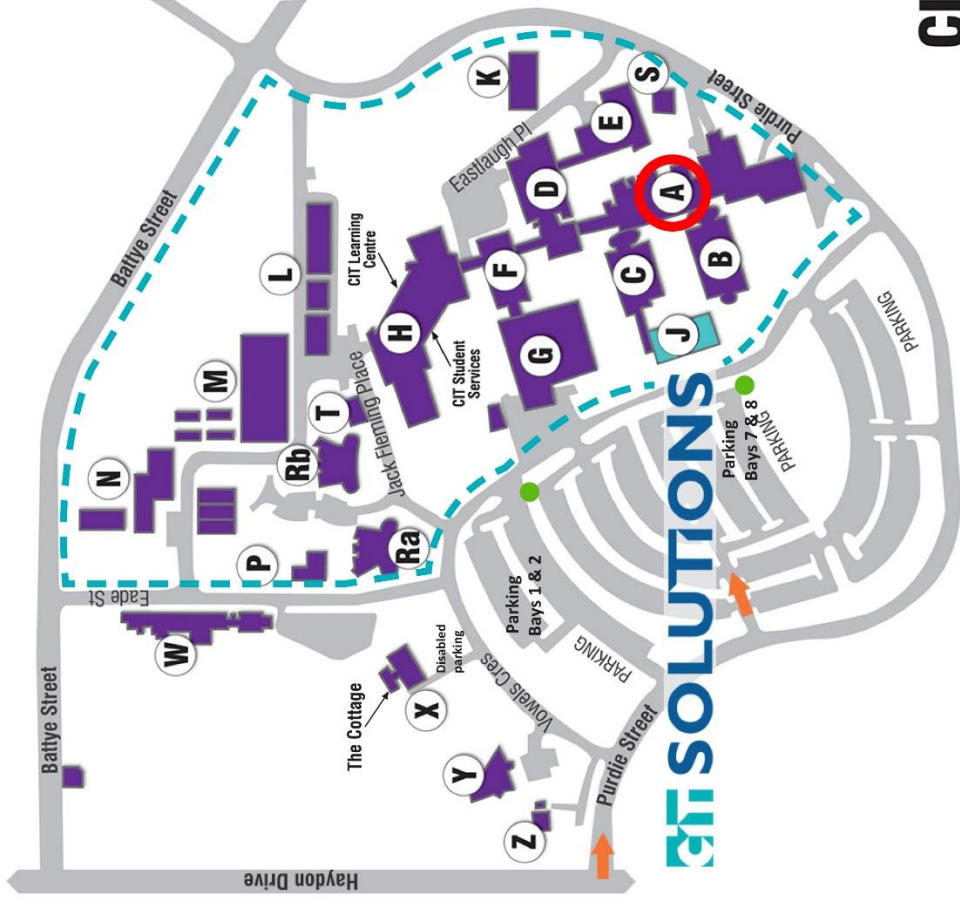 CI
Battye Street
Battye Street
Haydon Drive
Eade St
Purdie Street
Purdie Street
Vowels Cres
Jack Fleming Place
Eastlaugh Pl
K
S
E
D
A
L
CIT Learning
Centre
F
C
B
H
M
CIT Student
Services
G
J
T
N
Rb
P
Ra
W
Parking
Bays 1 & 2
Parking
Bays 7 & 8
PARKING
PARKING
PARKING
Disabled
parking
The Cottage
X
Y
Z
CIT SOLUTIONS